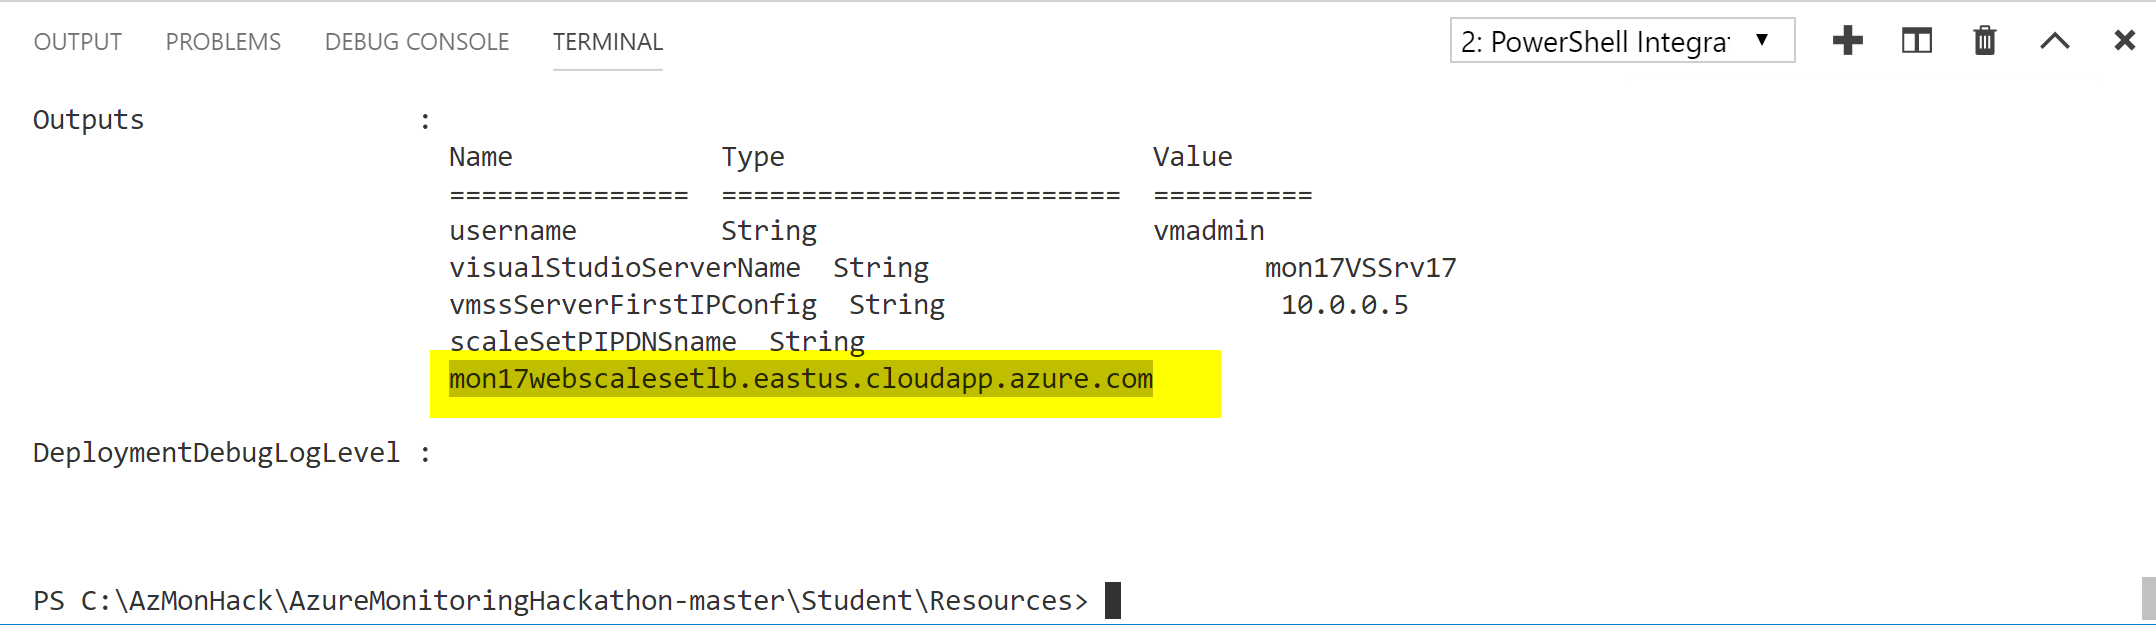 OUTPUT PROBLEMS DEBUG CONSOLE TERMINAL 2: PowerShell Integra
Outputs :
Name Type Value
=============== ========================= ==========
username String vmadmin
visualStudioServerName String mon17VSSrv17
vmssServerFirstIPConfig String 10.0.0.5
scaleSetPIPDNSname String
mon17webscalesetlb.eastus.cloudapp.azure.com
DeploymentDebugLogLevel :
PS C:\AzMonHack\AzureMonitoringHackathon-master\Student\Resources>